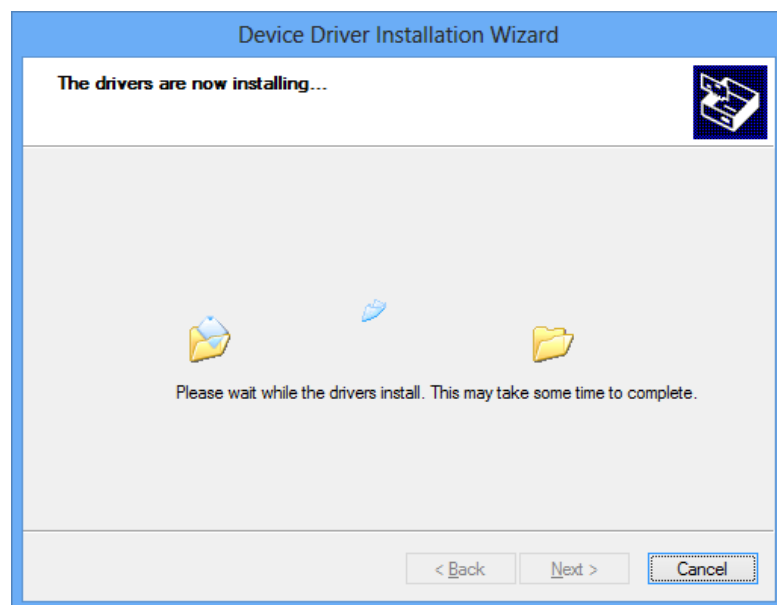 Device Driver Installation Wizard
The drivers are now installing...
Please wait while the drivers install. This may take some time to complete.
< Back Next > Cancel